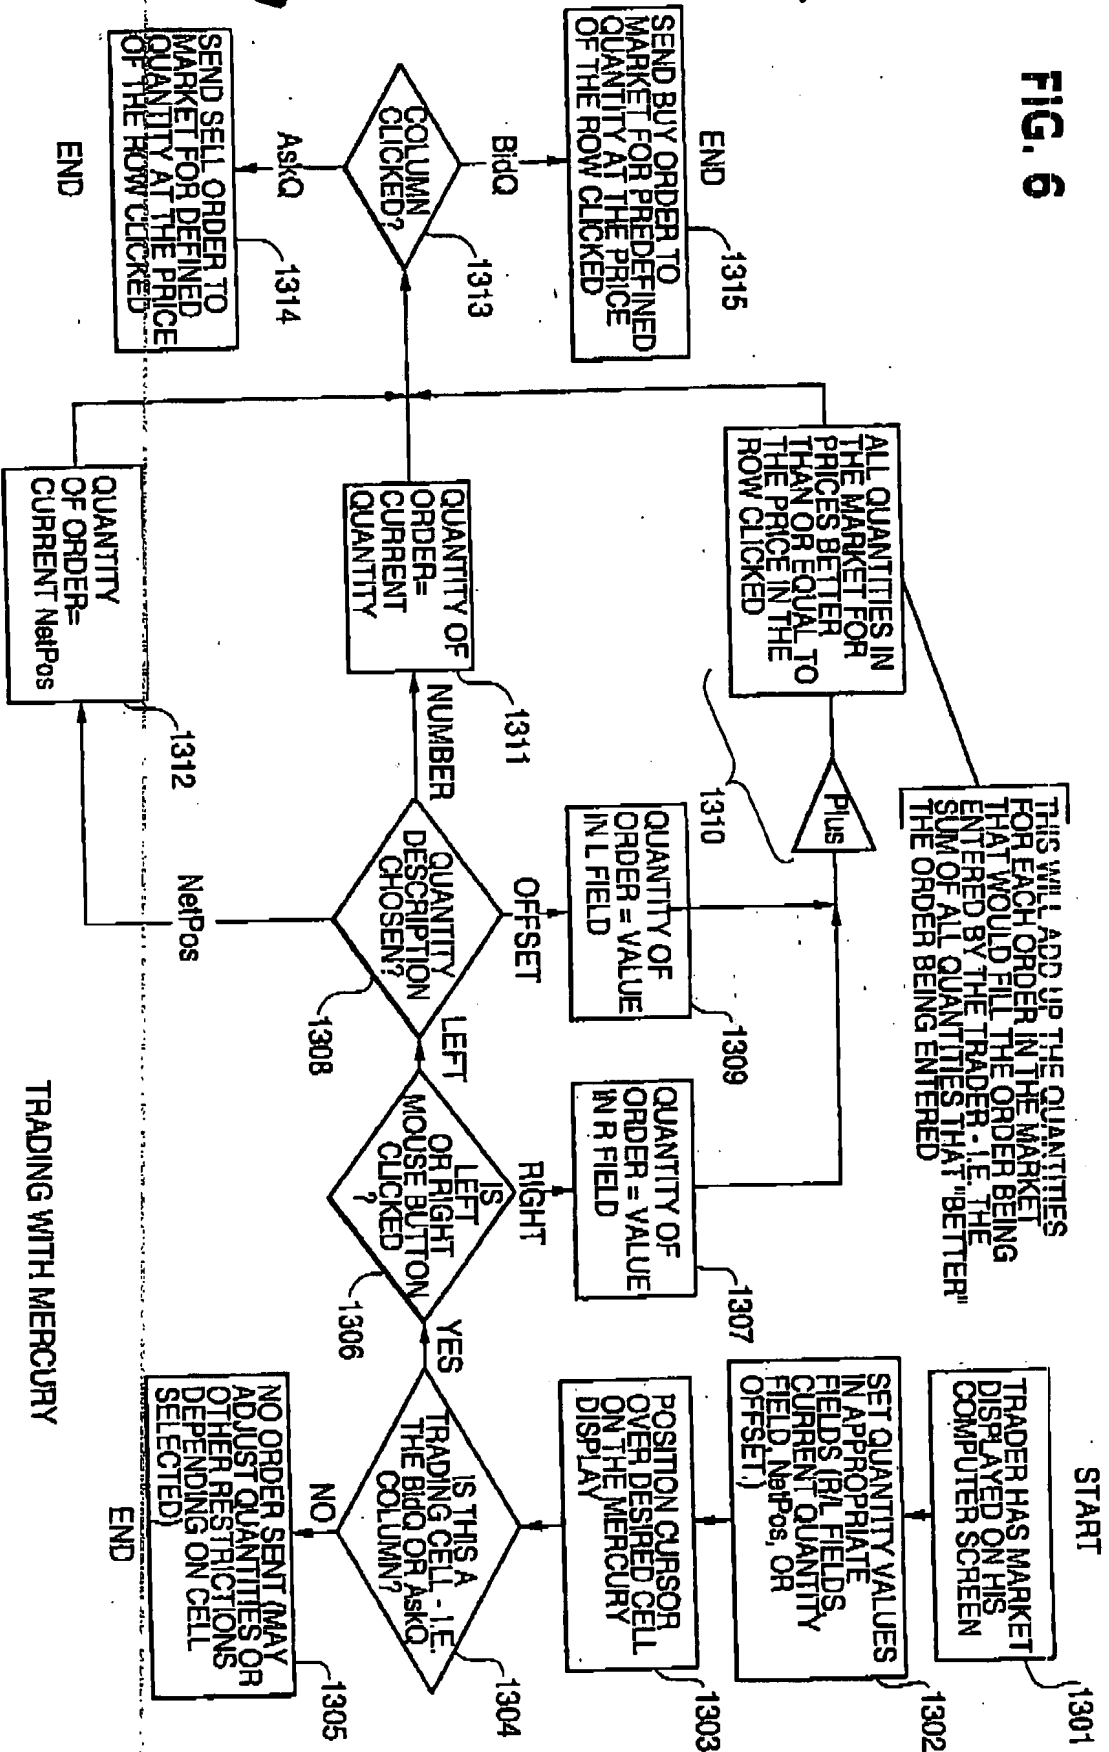 FIG. 6
START
TRADER HAS MARKET
DISPLAYED ON HIS
COMPUTER SCREEN
1301
SET QUANTITY VALUES
IN APPROPIATE
FIELDS (R/L FIELDS,
CURRENT QUANTITY
FIELD, NetPos, OR
OFFSET,)
1302
POSITION CURSOR
OVER DESIRED CELL
ON THE MERCURY
DISPLAY
1303
IS THIS A
TRADING CELL - I.E.
THE BidQ OR AskQ
COLUMN?
1304
NO
NO ORDER SENT (MAY
ADJUST QUANTITIES OR
OTHER RESTRICTIONS
DEPENDING ON CELL
SELECTED)
1305
END
YES
IS
LEFT
OR RIGHT
MOUSE BUTTON
CLICKED
?
1306
RIGHT
QUANTITY OF
ORDER = VALUE
IN R FIELD
1307
LEFT
QUANTITY
DESCRIPTION
CHOSEN?
1308
OFFSET
QUANTITY OF
ORDER = VALUE
IN L FIELD
1309
Plus
1310
ALL QUANTITIES IN
THE MARKET FOR
PRICES BETTER
THAN OR EQUAL TO
THE PRICE IN THE
ROW CLICKED
THIS WILL ADD UP THE QUANTITIES
FOR EACH ORDER IN THE MARKET
THAT WOULD FILL THE ORDER BEING
ENTERED BY THE TRADER - I.E. THE
SUM OF ALL QUANTITIES THAT "BETTER"
THE ORDER BEING ENTERED
NUMBER
QUANTITY OF
ORDER=
CURRENT
QUANTITY
1311
NetPos
QUANTITY
OF ORDER=
CURRENT NetPos
1312
COLUMN
CLICKED?
1313
BidQ
SEND BUY ORDER TO
MARKET FOR PREDEFINED
QUANTITY AT THE PRICE
OF THE ROW CLICKED
1315
END
AskQ
SEND SELL ORDER TO
MARKET FOR DEFINED
QUANTITY AT THE PRICE
OF THE ROW CLICKED
1314
END
TRADING WITH MERCURY